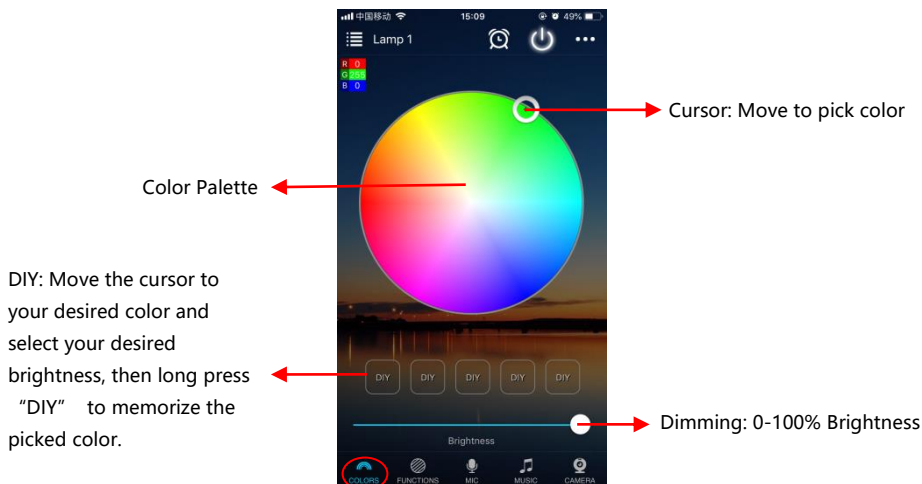 中国移动
15:09
49%
Lamp 1
R 0
G 255
B 0
Cursor: Move to pick color
Color Palette
DIY: Move the cursor to
your desired color and
select your desired
brightness, then long press
“DIY” to memorize the
picked color.
DIY DIY DIY DIY DIY
Dimming: 0-100% Brightness
Brightness
COLORS FUNCTIONS MIC MUSIC CAMERA